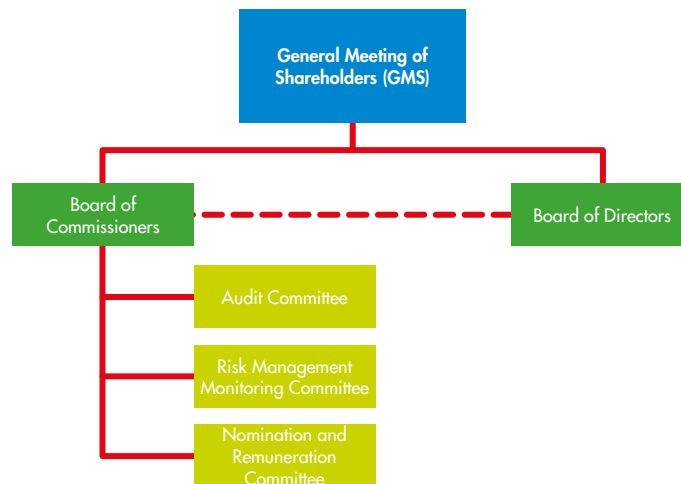 General Meeting of
Shareholders (GMS)
Board of
Commissioners
Board of Directors
Audit Committee
Risk Management
Monitoring Committee
Nomination and
Remuneration
Committee